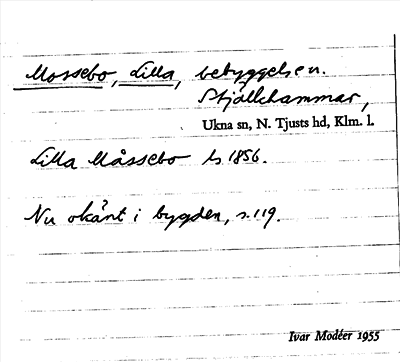 Mossebo, Lilla, bebyggelsen.
Stjälkhammar,
Ukna sn, N. Tjusts hd, Klm. l.
Lilla Måssebo ls 1856.
Nu okänt i bygden, s. 119.
Ivar Modéer 1955